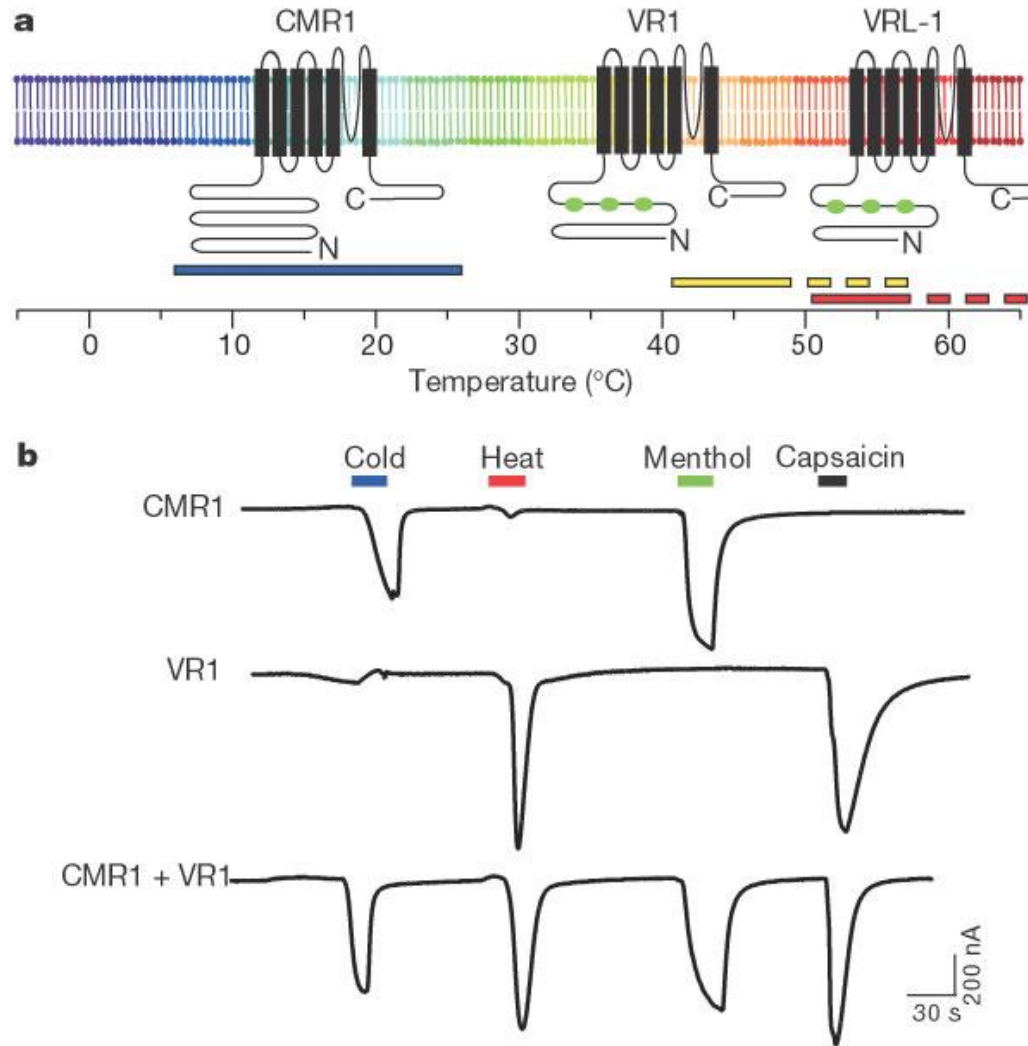 a
CMR1 VR1 VRL-1
C C C
N N N
0 10 20 30 40 50 60
Temperature (°C)
b
Cold Heat Menthol Capsaicin
CMR1
VR1
CMR1 + VR1
200 nA
30 s